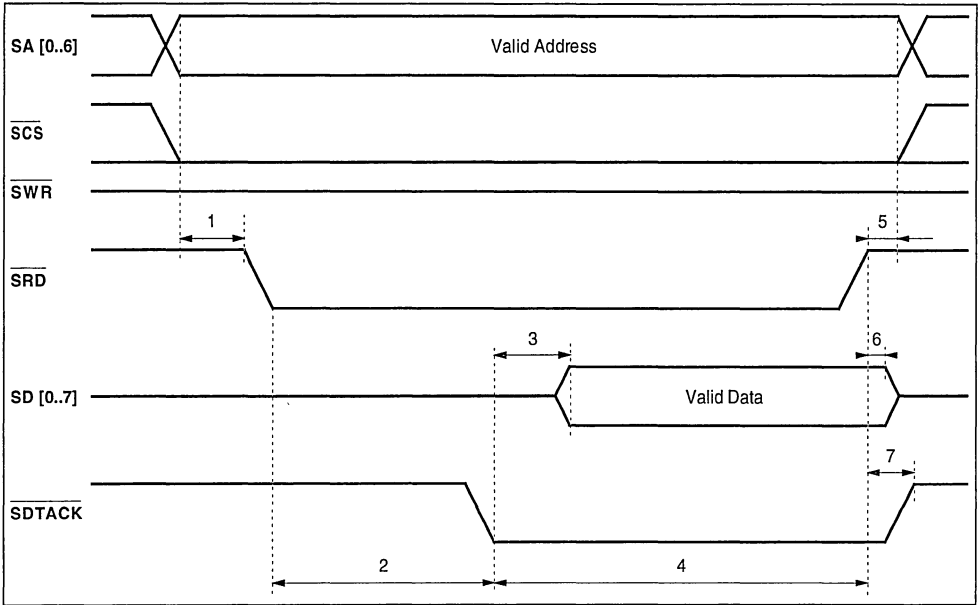 SA [0..6]
Valid Address
SCS
SWR
1
5
SRD
3
6
SD [0..7]
Valid Data
7
SDTACK
2
4